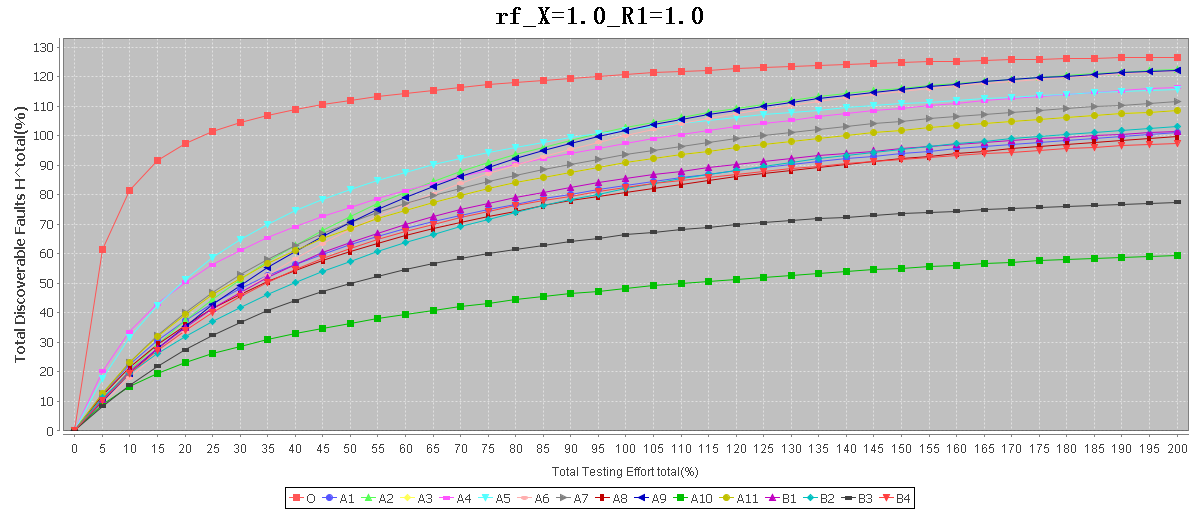 rf_X=1.0_R1=1.0
Total Discoverable Faults H^total(%)
130
120
110
100
90
80
70
60
50
40
30
20
10
0
0 5 10 15 20 25 30 35 40 45 50 55 60 65 70 75 80 85 90 95 100 105 110 115 120 125 130 135 140 145 150 155 160 165 170 175 180 185 190 195 200
Total Testing Effort total(%)
O A1 A2 A3 A4 A5 A6 A7 A8 A9 A10 A11 B1 B2 B3 B4